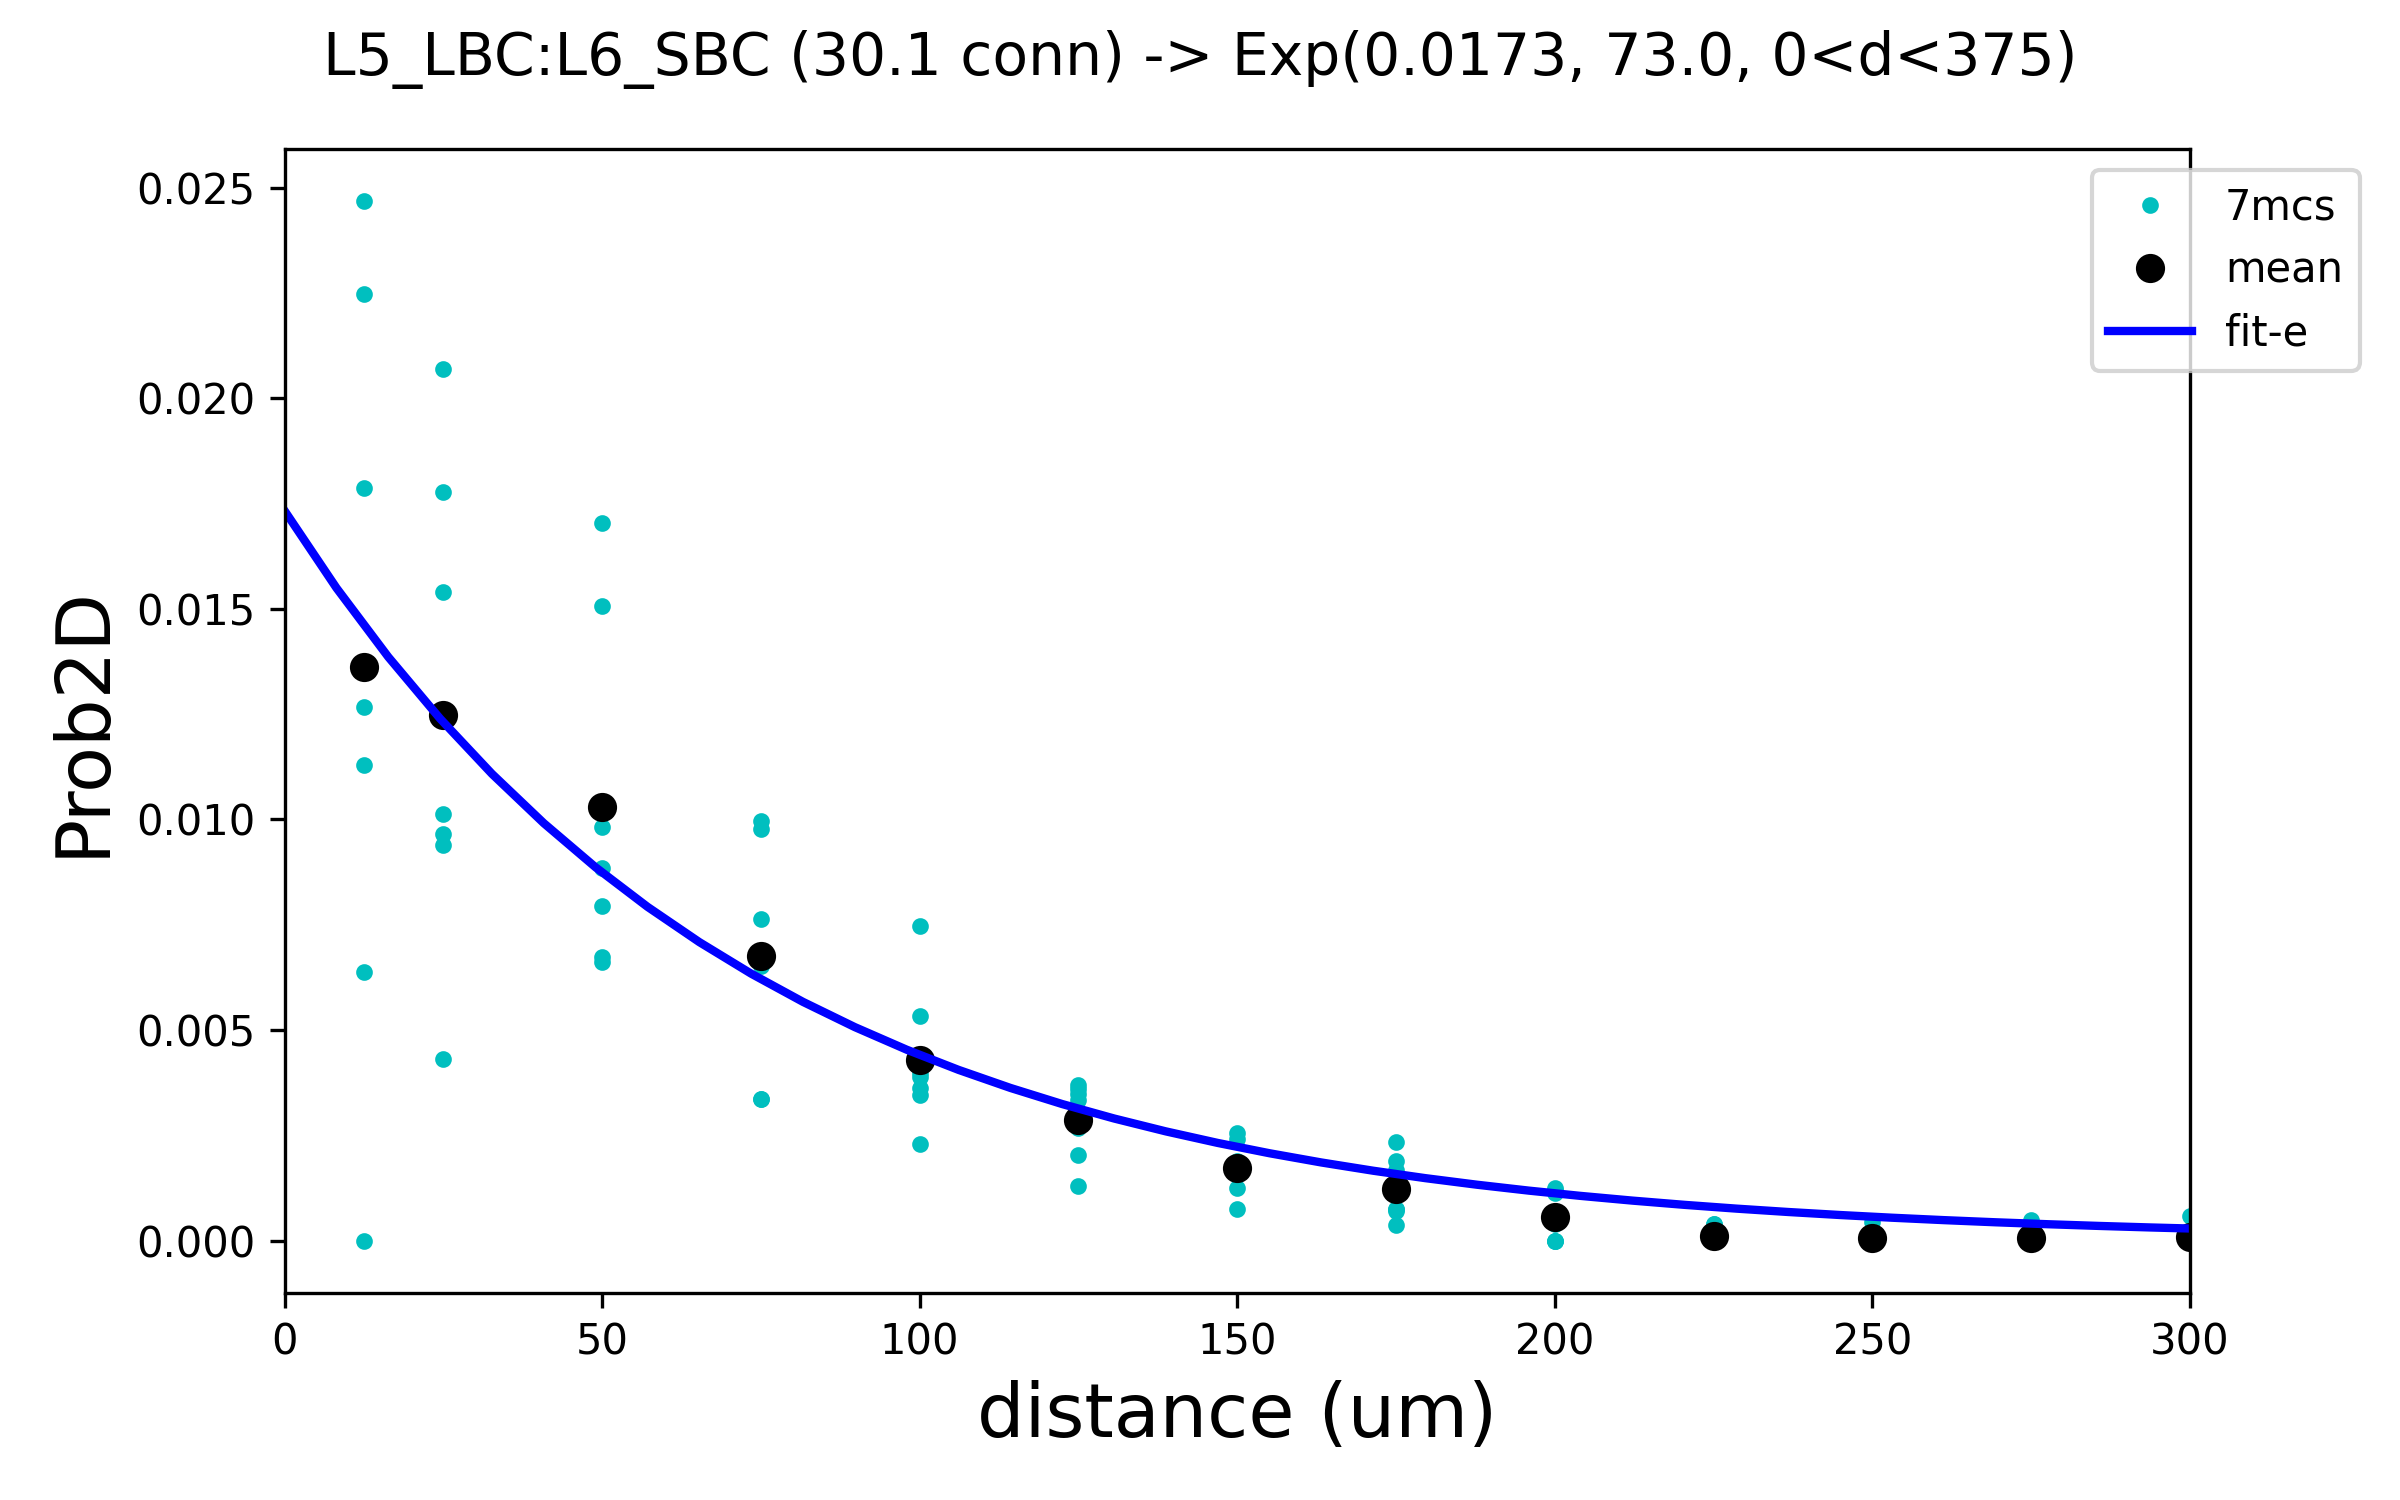 L5_LBC:L6_SBC (30.1 conn) -> Exp(0.0173, 73.0, 0<d<375)
7mcs
mean
fit-e
Prob2D
0.025
0.020
0.015
0.010
0.005
0.000
0 50 100 150 200 250 300
distance (um)